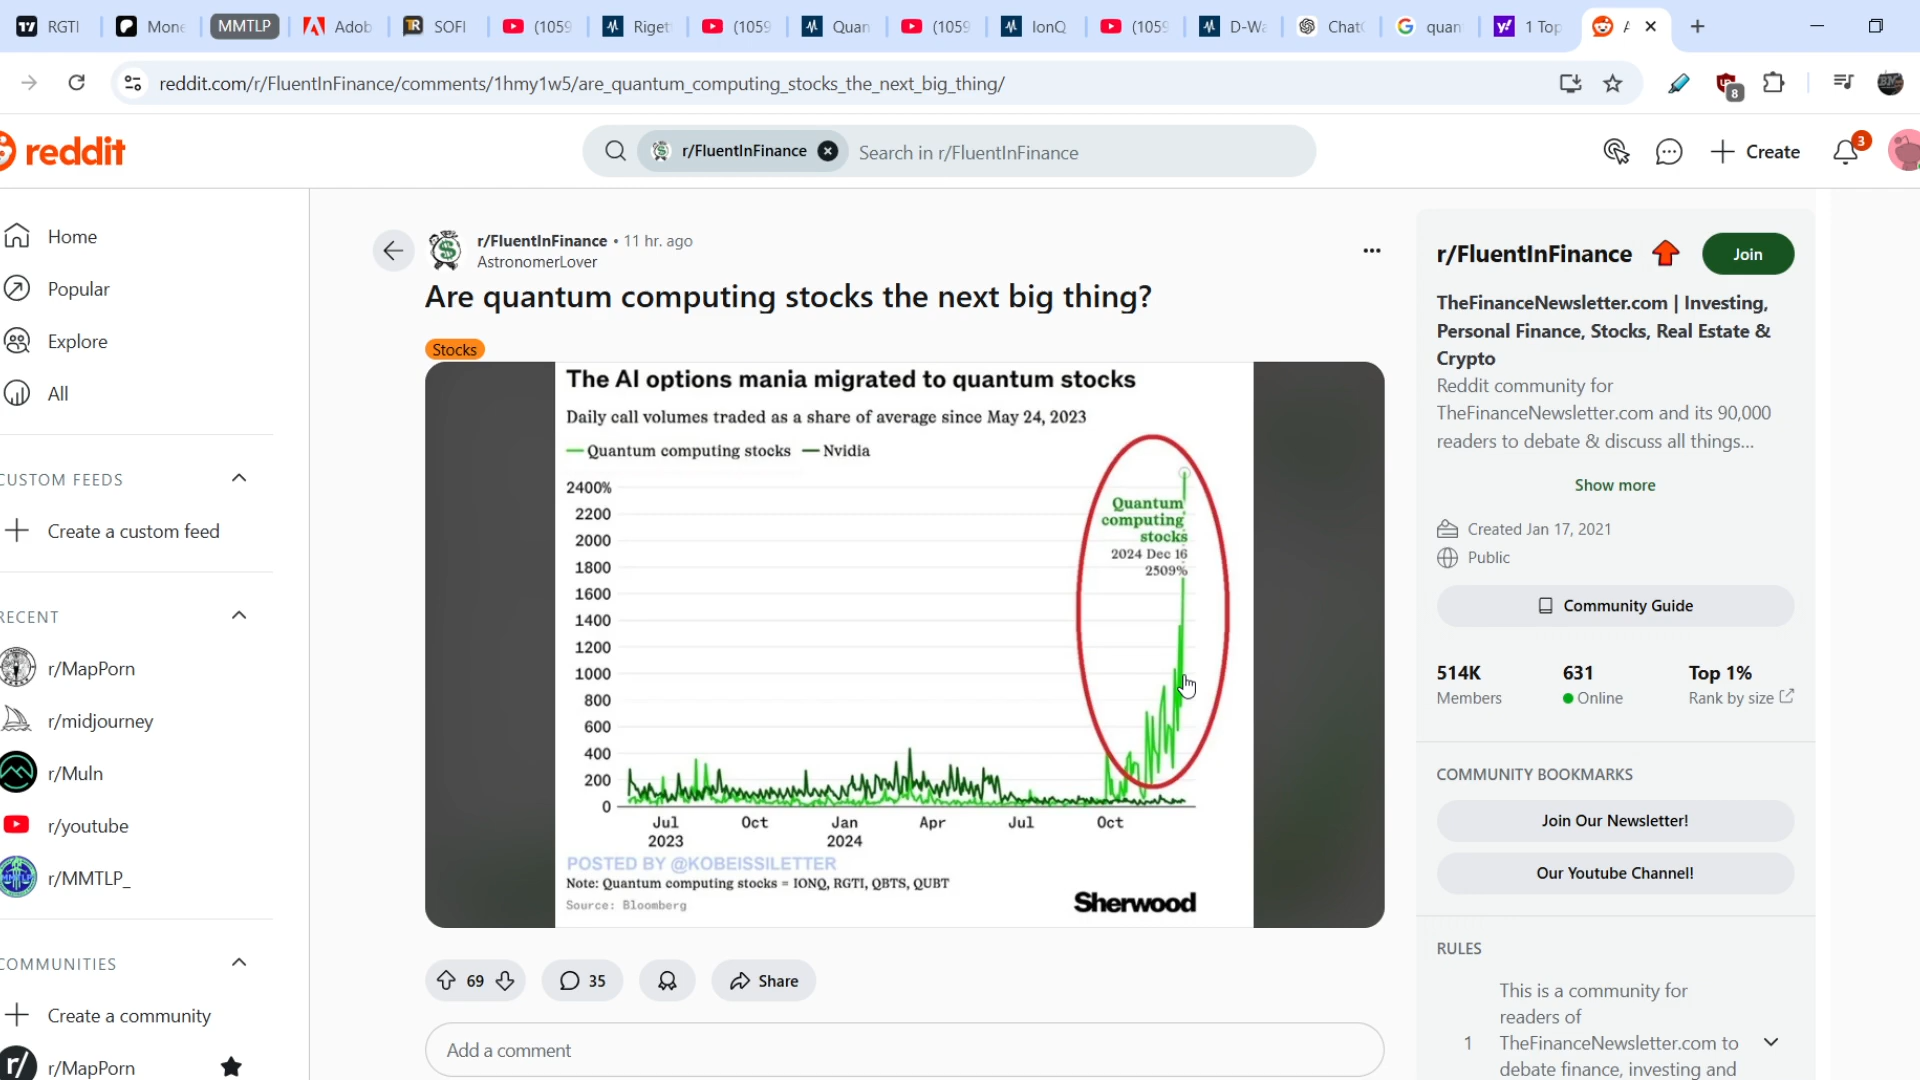 RGTI
Mone
MMTLP
Adob
SOFI
(1059
Riget
(1059
Quan
(1059
IonQ
(1059
D-Wa
ChatG
quan
1 Top
reddit.com/r/FluentInFinance/comments/1hmy1w5/are_quantum_computing_stocks_the_next_big_thing/
8
reddit
r/FluentInFinance
Search in r/FluentInFinance
Create
3
Home
Popular
Explore
All
CUSTOM FEEDS
Create a custom feed
RECENT
r/MapPorn
r/midjourney
r/Muln
r/youtube
r/MMTLP_
COMMUNITIES
Create a community
r/MapPorn
r/FluentInFinance • 11 hr. ago
AstronomerLover
Are quantum computing stocks the next big thing?
Stocks
The AI options mania migrated to quantum stocks
Daily call volumes traded as a share of average since May 24, 2023
Quantum computing stocks
Nvidia
2400%
2200
2000
1800
1600
1400
1200
1000
800
600
400
200
0
Quantum
computing
stocks
2024 Dec 16
2509%
Jul
2023
Oct
Jan
2024
Apr
Jul
Oct
POSTED BY @KOBEISSILETTER
Note: Quantum computing stocks = IONQ, RGTI, QBTS, QUBT
Source: Bloomberg
Sherwood
69
35
Share
Add a comment
r/FluentInFinance
Join
TheFinanceNewsletter.com | Investing,
Personal Finance, Stocks, Real Estate &
Crypto
Reddit community for
TheFinanceNewsletter.com and its 90,000
readers to debate & discuss all things...
Show more
Created Jan 17, 2021
Public
Community Guide
514K
Members
631
Online
Top 1%
Rank by size
COMMUNITY BOOKMARKS
Join Our Newsletter!
Our Youtube Channel!
RULES
1
This is a community for
readers of
TheFinanceNewsletter.com to
debate finance, investing and